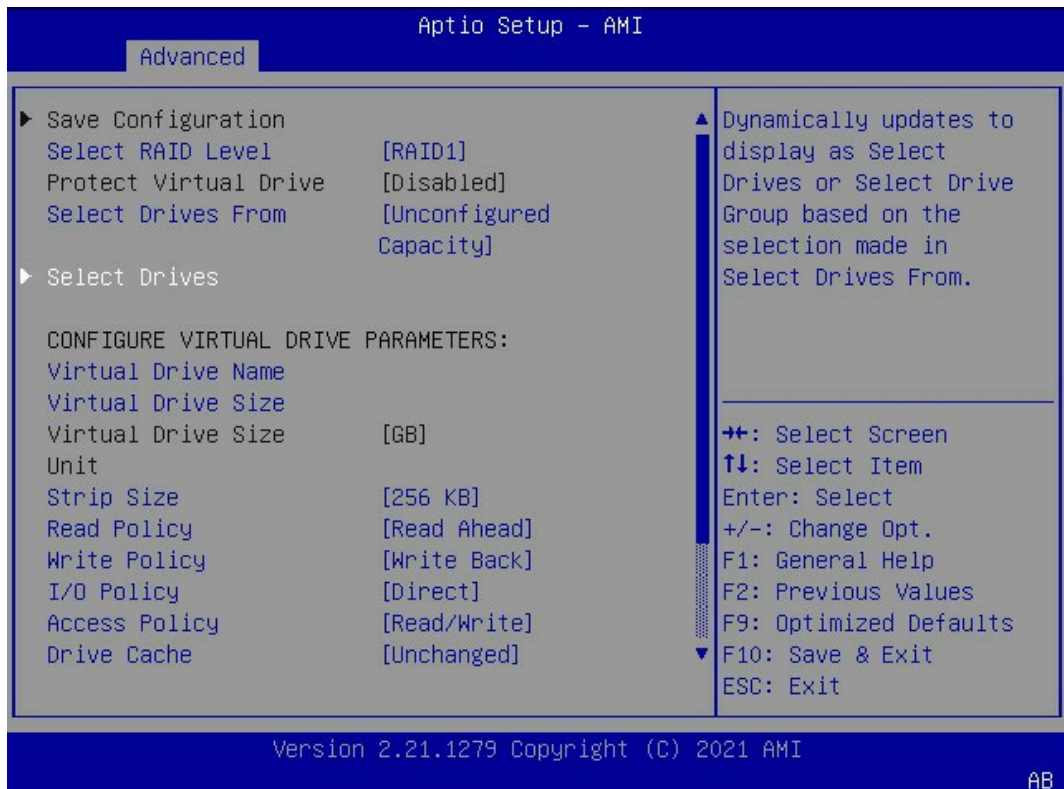 Aptio Setup – AMI
Advanced
▶ Save Configuration
Select RAID Level [RAID1]
Protect Virtual Drive [Disabled]
Select Drives From [Unconfigured
Capacity]
▶ Select Drives
CONFIGURE VIRTUAL DRIVE PARAMETERS:
Virtual Drive Name
Virtual Drive Size
Virtual Drive Size [GB]
Unit
Strip Size [256 KB]
Read Policy [Read Ahead]
Write Policy [Write Back]
I/O Policy [Direct]
Access Policy [Read/Write]
Drive Cache [Unchanged]
Dynamically updates to
display as Select
Drives or Select Drive
Group based on the
selection made in
Select Drives From.
→←: Select Screen
↑↓: Select Item
Enter: Select
+/-: Change Opt.
F1: General Help
F2: Previous Values
F9: Optimized Defaults
F10: Save & Exit
ESC: Exit
Version 2.21.1279 Copyright (C) 2021 AMI
AB